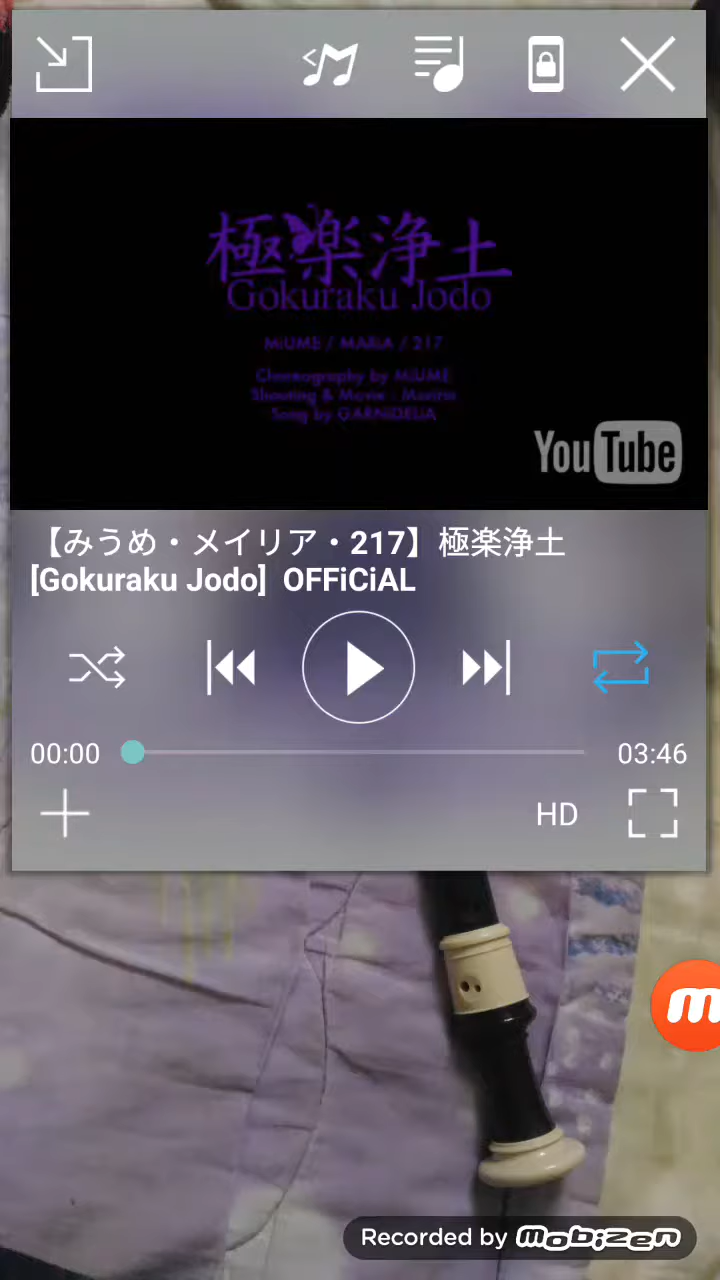 極楽浄土
Gokuraku Jodo
MiUME / MARiA / 217
Choreography by MiUME
Song by GARNiDELiA
YouTube
【みうめ・メイリア・217】極楽浄土
[Gokuraku Jodo] OFFiCiAL
00:00
03:46
HD
m
Recorded by mobizen